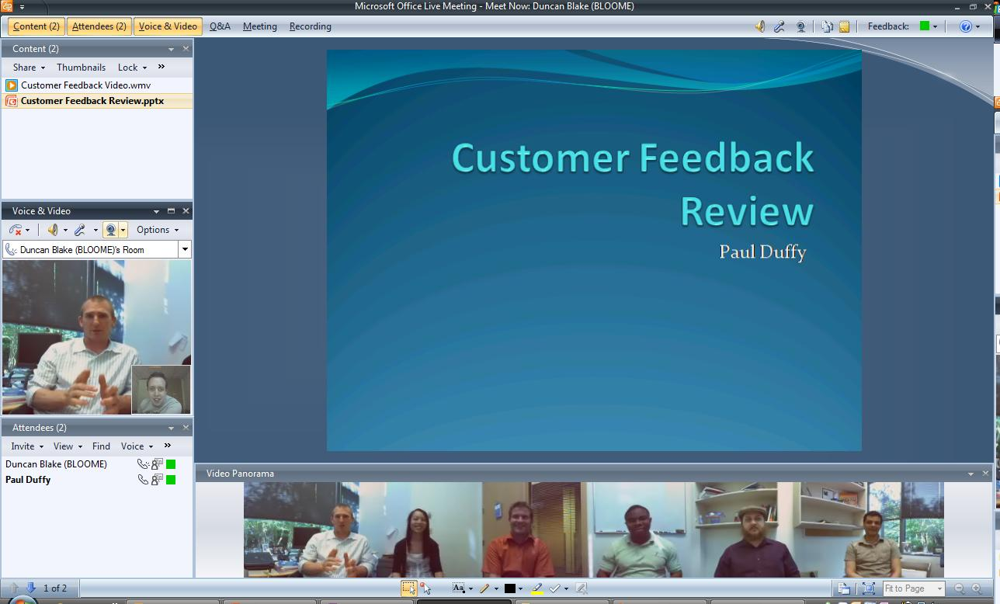 Microsoft Office Live Meeting - Meet Now: Duncan Blake (BLOOME)
Content (2) Attendees (2) Voice & Video Q&A Meeting Recording Feedback:
Content (2)
Share Thumbnails Lock
Customer Feedback Video.wmv
Customer Feedback Review.pptx
Customer Feedback
Review
Paul Duffy
Voice & Video
Options
Duncan Blake (BLOOME)'s Room
Attendees (2)
Invite View Find Voice
Duncan Blake (BLOOME)
Paul Duffy
Video Panorama
1 of 2
Aa
Fit to Page